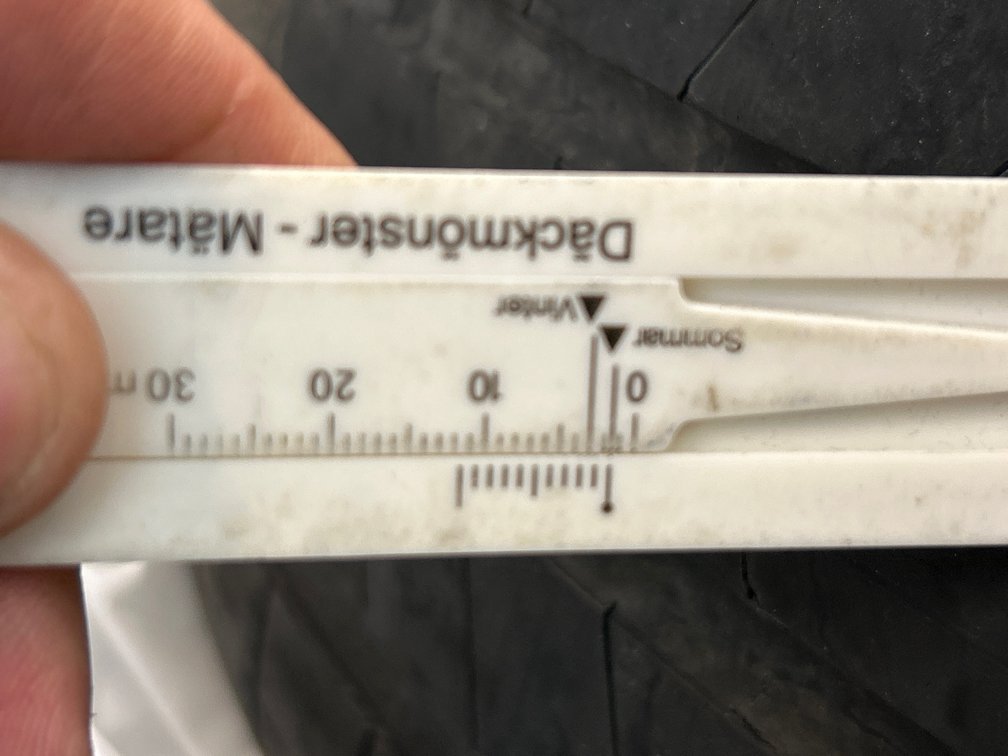 0 10 20 30
Sommar
Vinter
Däckmönster - Mätare